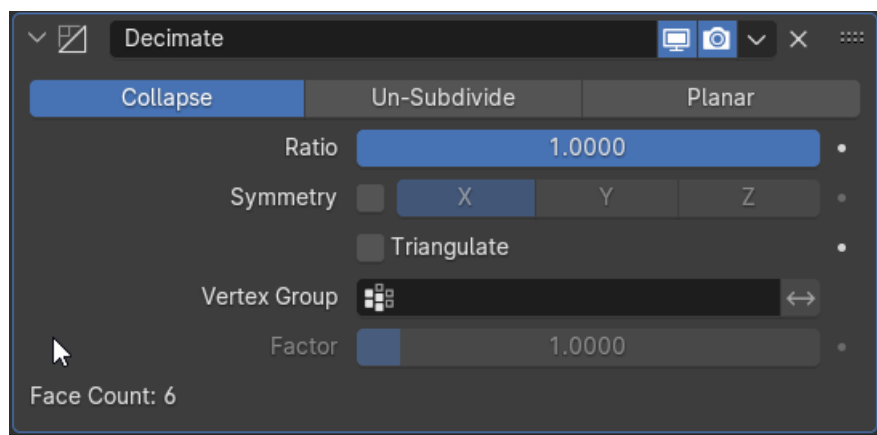 Decimate
Collapse Un-Subdivide Planar
Ratio 1.0000
Symmetry X Y Z
Triangulate
Vertex Group
Factor 1.0000
Face Count: 6